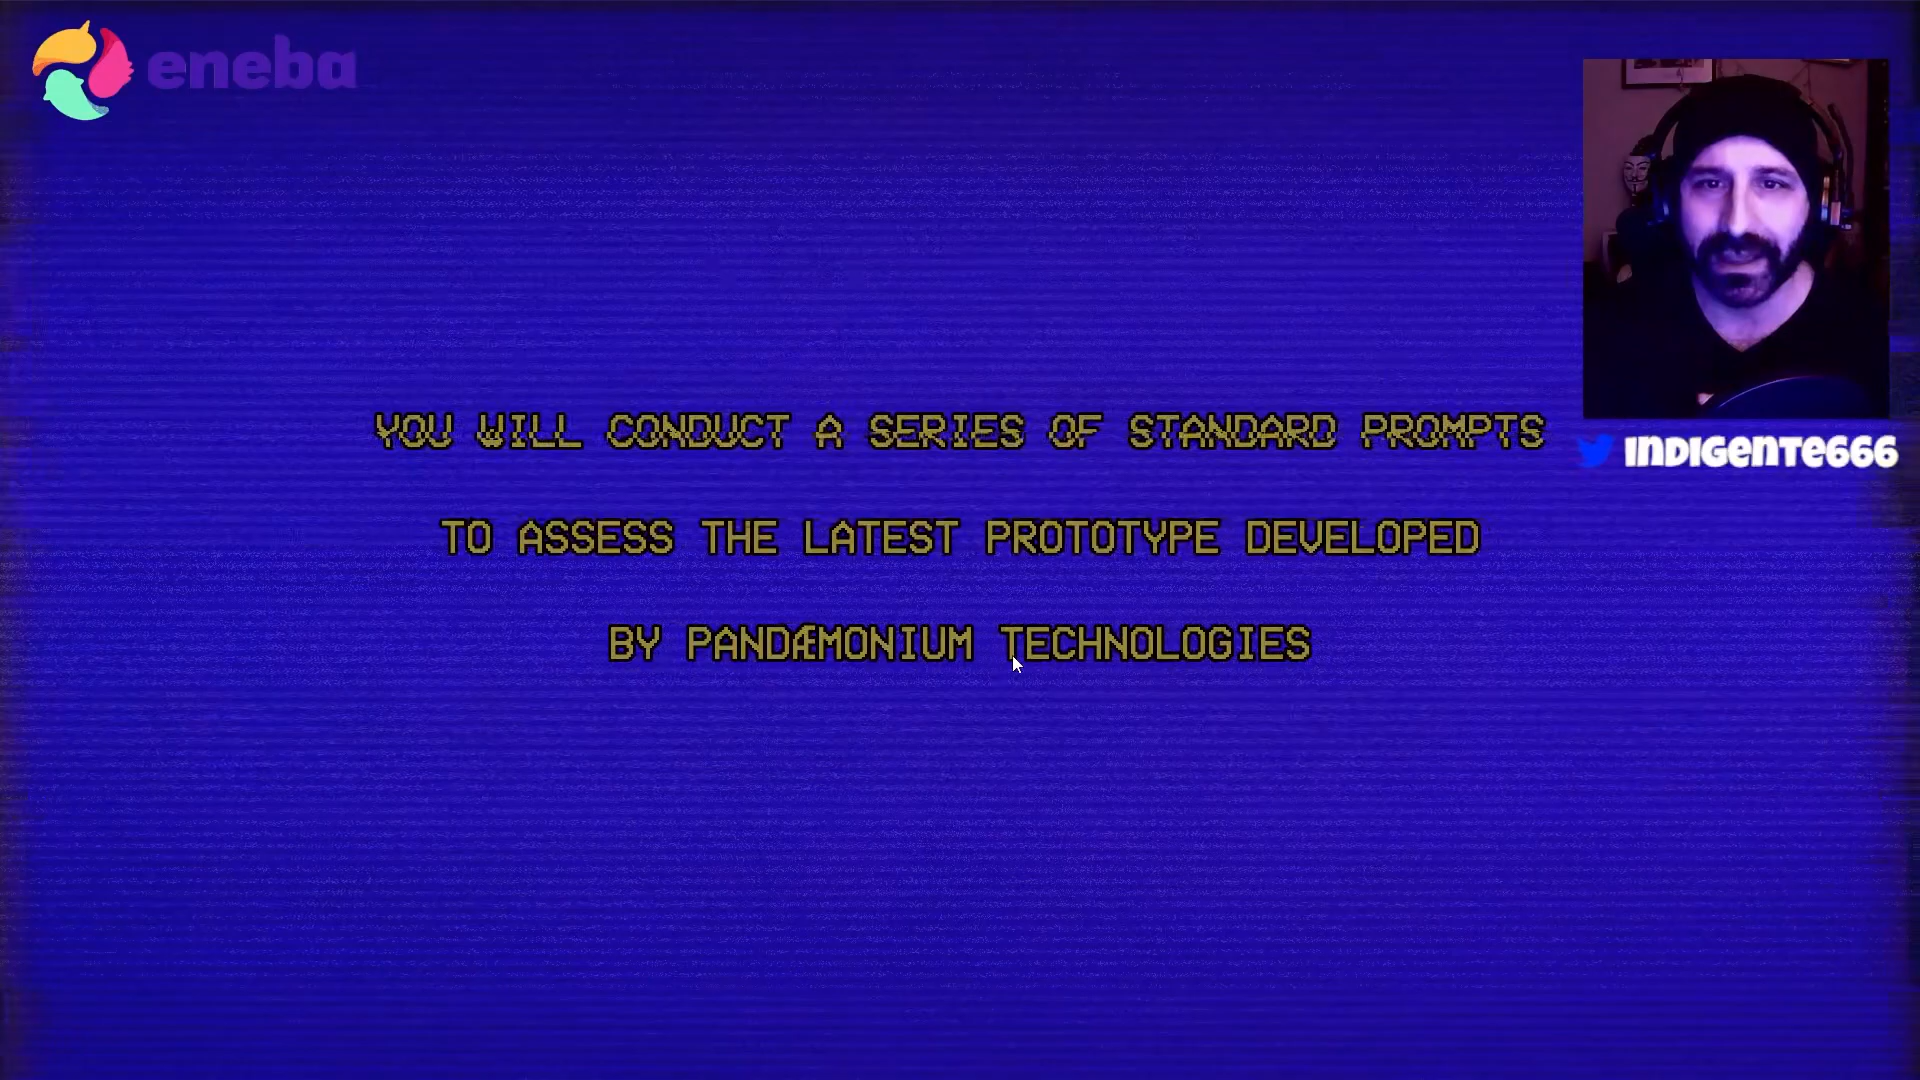 eneba
YOU WILL CONDUCT A SERIES OF STANDARD PROMPTS
TO ASSESS THE LATEST PROTOTYPE DEVELOPED
BY PANDÆMONIUM TECHNOLOGIES
INDIGENTE666